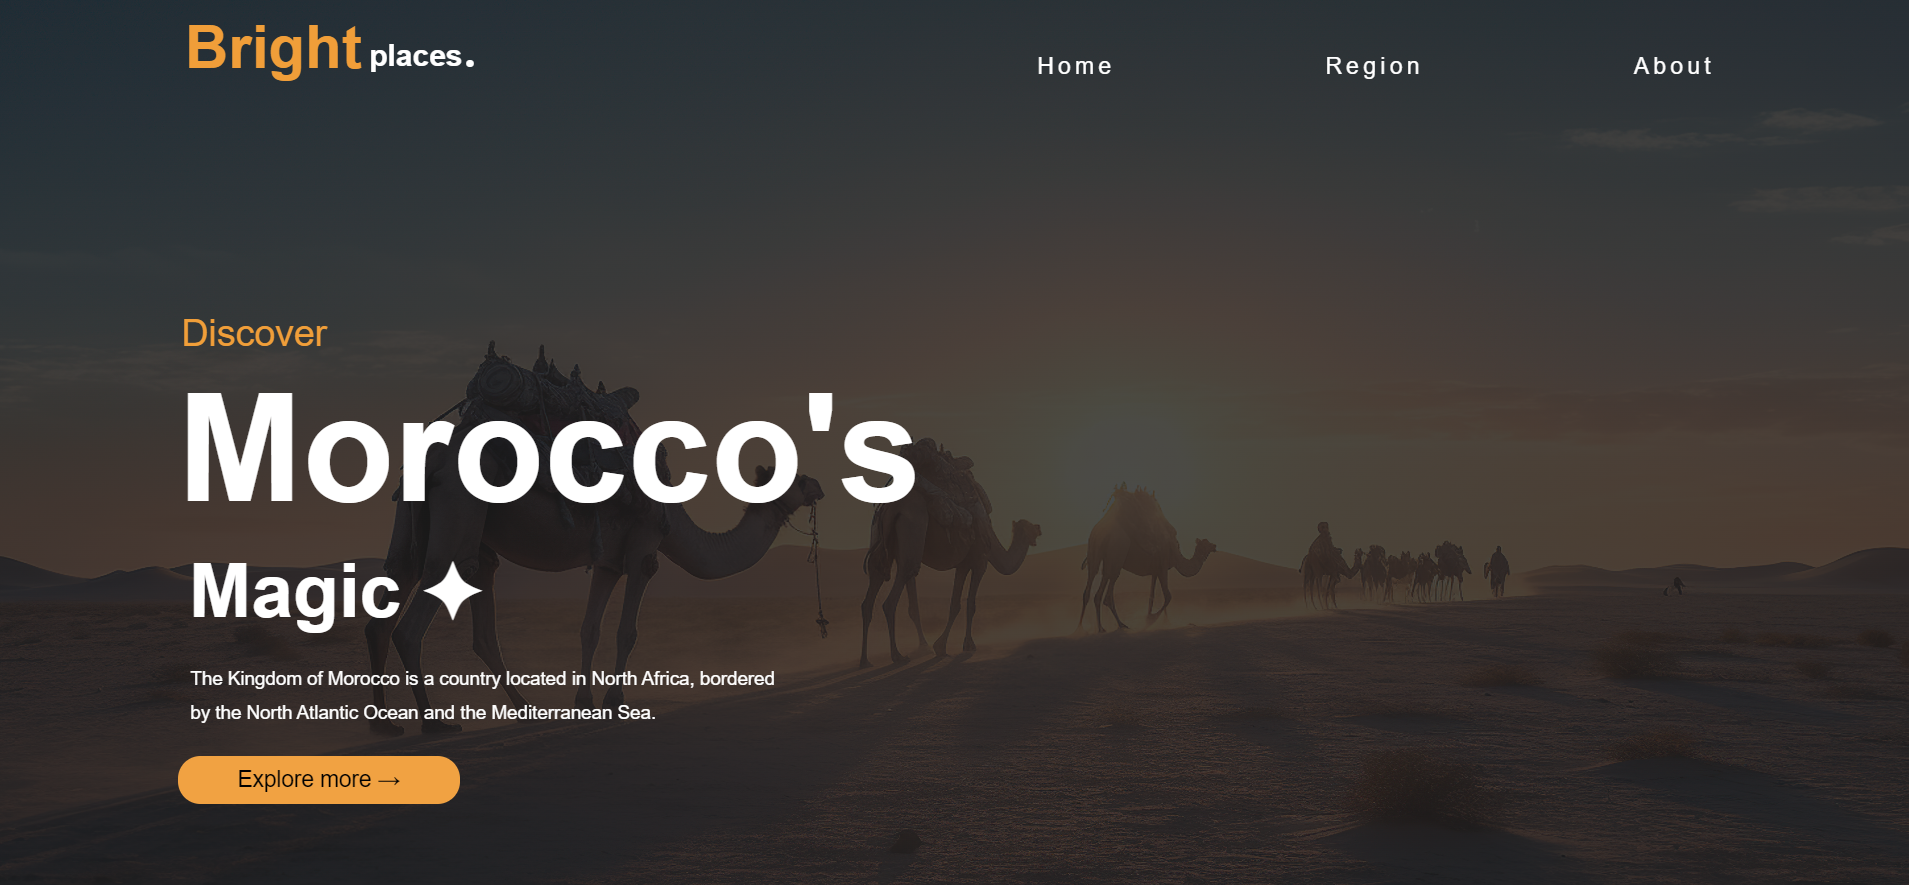 Bright places.
Home Region About
Discover
Morocco's
Magic
The Kingdom of Morocco is a country located in North Africa, bordered
by the North Atlantic Ocean and the Mediterranean Sea.
Explore more →